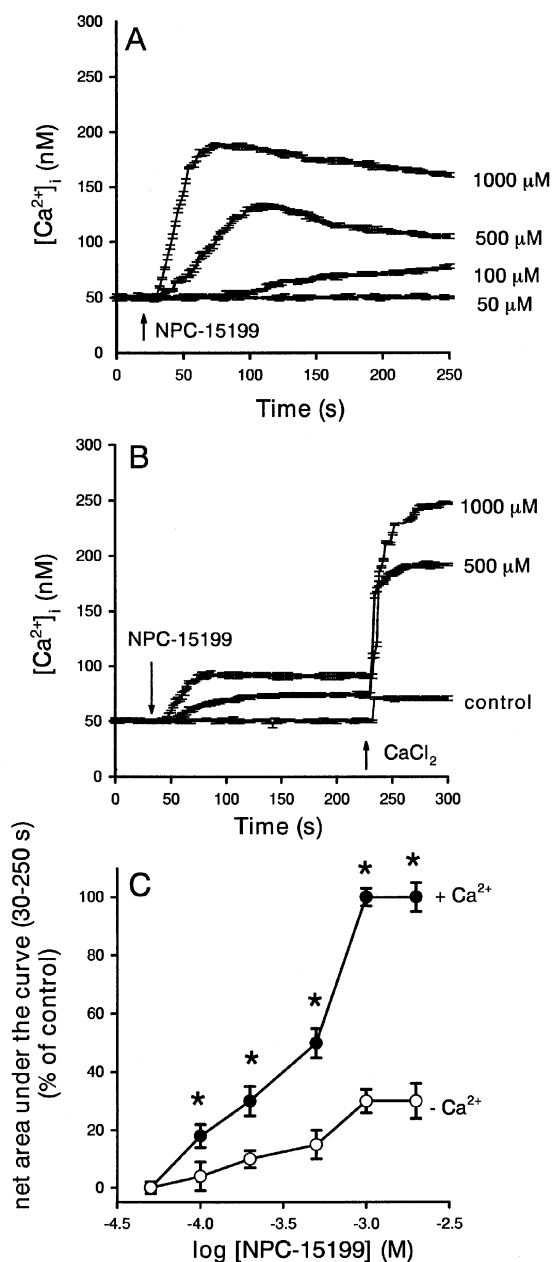 A
300
250
200
150
100
50
0
[Ca²⁺]ᵢ (nM)
1000 µM
500 µM
100 µM
50 µM
NPC-15199
0 50 100 150 200 250
Time (s)
B
300
250
200
150
100
50
0
[Ca²⁺]ᵢ (nM)
1000 µM
500 µM
NPC-15199
control
CaCl₂
0 50 100 150 200 250 300
Time (s)
C
net area under the curve (30-250 s)
(% of control)
100
80
60
40
20
0
* * * * *
+ Ca²⁺
- Ca²⁺
-4.5 -4.0 -3.5 -3.0 -2.5
log [NPC-15199] (M)